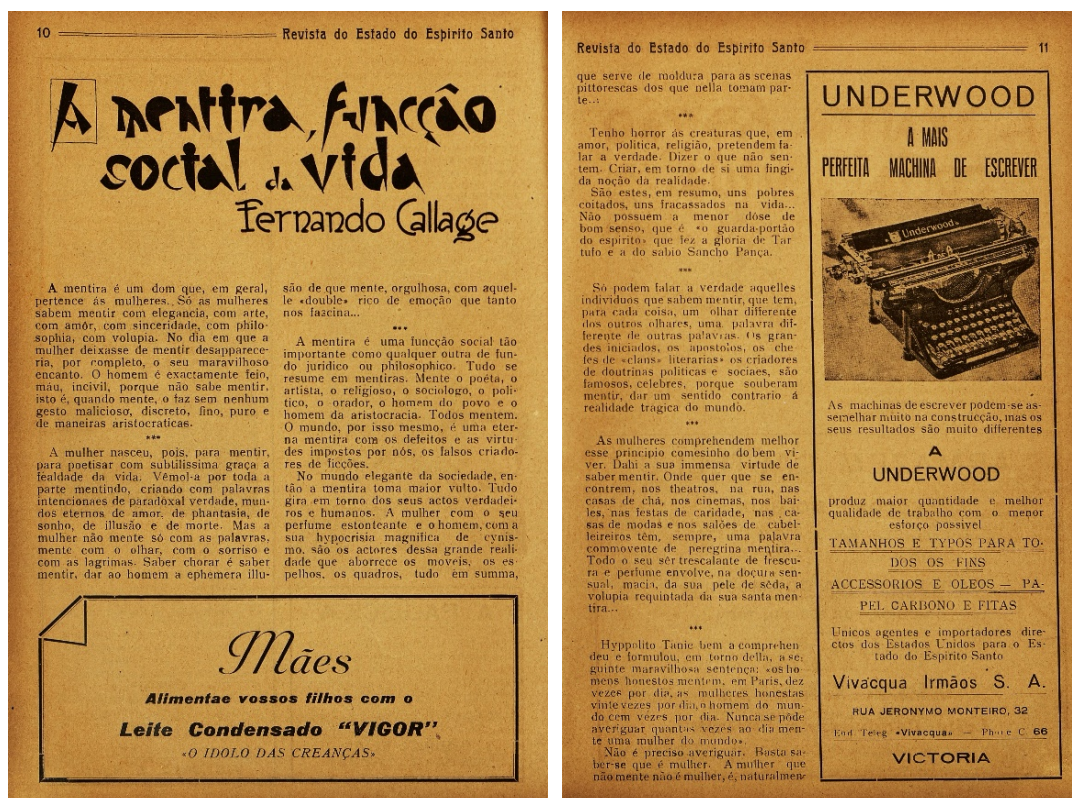 10
Revista do Estado do Espirito Santo
A mentira, funcção
social da vida
Fernando Callage
A mentira é um dom que, em geral,
pertence ás mulheres. Só as mulheres
sabem mentir com elegancia, com arte,
com amôr, com sinceridade, com philo-
sophia, com volupia. No dia em que a
mulher deixasse de mentir desapparece-
ria, por completo, o seu maravilhoso
encanto. O homem é exactamente feio,
máu, incivil, porque não sabe mentir,
isto é, quando mente, o faz sem nenhum
gesto malicioso, discreto, fino, puro e
de maneiras aristocraticas.
***
A mulher nasceu, pois, para mentir,
para poetisar com subtilissima graça a
fealdade da vida. Vêmol-a por toda a
parte mentindo, criando com palavras
intencionaes de paradoxal verdade, mun-
dos eternos de amor, de phantasia, de
sonho, de illusão e de morte. Mas a
mulher não mente só com as palavras,
mente com o olhar, com o sorriso e
com as lagrimas. Saber chorar é saber
mentir, dar ao homem a ephemera illu-
são de que mente, orgulhosa, com aquel-
le «double» rico de emoção que tanto
nos fascina...
***
A mentira é uma funcção social tão
importante como qualquer outra de fun-
do juridico ou philosophico. Tudo se
resume em mentiras. Mente o poéta, o
artista, o religioso, o sociologo, o poli-
tico, o orador, o homem do povo e o
homem da aristocracia. Todos mentem.
O mundo, por isso mesmo, é uma eter-
na mentira com os defeitos e as virtu-
des impostos por nós, os falsos criado-
res de ficções.
No mundo elegante da sociedade, en-
tão a mentira toma maior vulto. Tudo
gira em torno dos seus actos verdadei-
ros e humanos. A mulher com o seu
perfume estonteante e o homem, com a
sua hypocrisia magnifica de cynis-
mo, são os actores dessa grande reali-
dade que aborrece os moveis, os es-
pelhos, os quadros, tudo em summa,
Mães
Alimentae vossos filhos com o
Leite Condensado "VIGOR"
«O IDOLO DAS CREANÇAS»
Revista do Estado do Espirito Santo
11
que serve de moldura para as scenas
pittorescas dos que nella tomam par-
te...
***
Tenho horror ás creaturas que, em
amor, politica, religião, pretendem fa-
lar a verdade. Dizer o que não sen-
tem. Criar, em torno de si uma fingi-
da noção da realidade.
São estes, em resumo, uns pobres
coitados, uns fracassados na vida...
Não possuem a menor dóse de
bom senso, que é «o guarda-portão
do espirito» que fez a gloria de Tar
tufo e a do sabio Sancho Pança.
***
Só podem falar a verdade aquelles
individuos que sabem mentir, que tem,
para cada coisa, um olhar differente
dos outros olhares, uma palavra dif-
ferente de outras palavras. Os gran-
des iniciados, os apostolos, os che-
fes de «clans» literarias» os criadores
de doutrinas politicas e sociaes, são
famosos, celebres, porque souberam
mentir, dar um sentido contrario á
realidade tragica do mundo.
***
As mulheres comprehendem melhor
esse principio comesinho do bem vi-
ver. Dahi a sua immensa virtude de
saber mentir. Onde quer que se en-
contrem, nos theatros, na rua, nas
casas de chá, nos cinemas, nos bai-
les, nas festas de caridade, nas ca-
sas de modas e nos salões de cabel-
leireiros têm, sempre, uma palavra
commovente de peregrina mentira...
Todo o seu sêr trescalante de frescu-
ra e perfume envolve, na doçura sen-
sual, macia, da sua pele de sêda, a
volupia requintada da sua santa men-
tira...
***
Hyppolito Tanie bem a comprehen
deu e formulou, em torno della, a se-
guinte maravilhosa sentença: «os ho
mens honestos mentem, em Paris, dez
vezes por dia, as mulheres honestas
vinte vezes por dia, o homem do mun-
do cem vezes por dia. Nunca se póde
averiguar quantas vezes ao dia men-
te uma mulher do mundo».
Não é preciso averiguar. Basta sa-
ber-se que é mulher. A mulher que
não mente não é mulher, é, naturalmen-
UNDERWOOD
A MAIS
PERFEITA MACHINA DE ESCREVER
Underwood
As machinas de escrever podem-se as-
semelhar muito na construcção, mas os
seus resultados são muito differentes
A
UNDERWOOD
produz maior quantidade e melhor
qualidade de trabalho com o menor
esforço possivel
TAMANHOS E TYPOS PARA TO-
DOS OS FINS
ACCESSORIOS E OLEOS — PA-
PEL CARBONO E FITAS
Unicos agentes e importadores dire-
ctos dos Estados Unidos para o Es-
tado do Espirito Santo
Vivacqua Irmãos S. A.
RUA JERONYMO MONTEIRO, 32
End Teleg «Vivacqua» — Phone C 66
VICTORIA